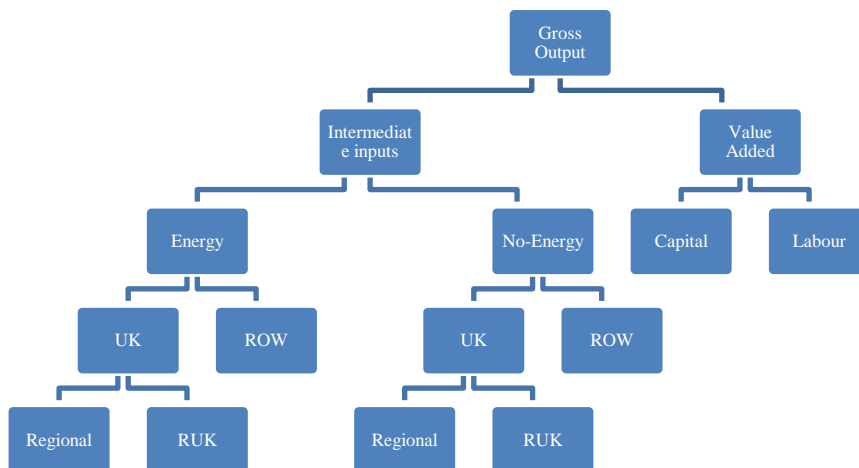 Gross
Output
Intermediat
e inputs
Value
Added
Energy
No-Energy
Capital
Labour
UK
ROW
UK
ROW
Regional
RUK
Regional
RUK